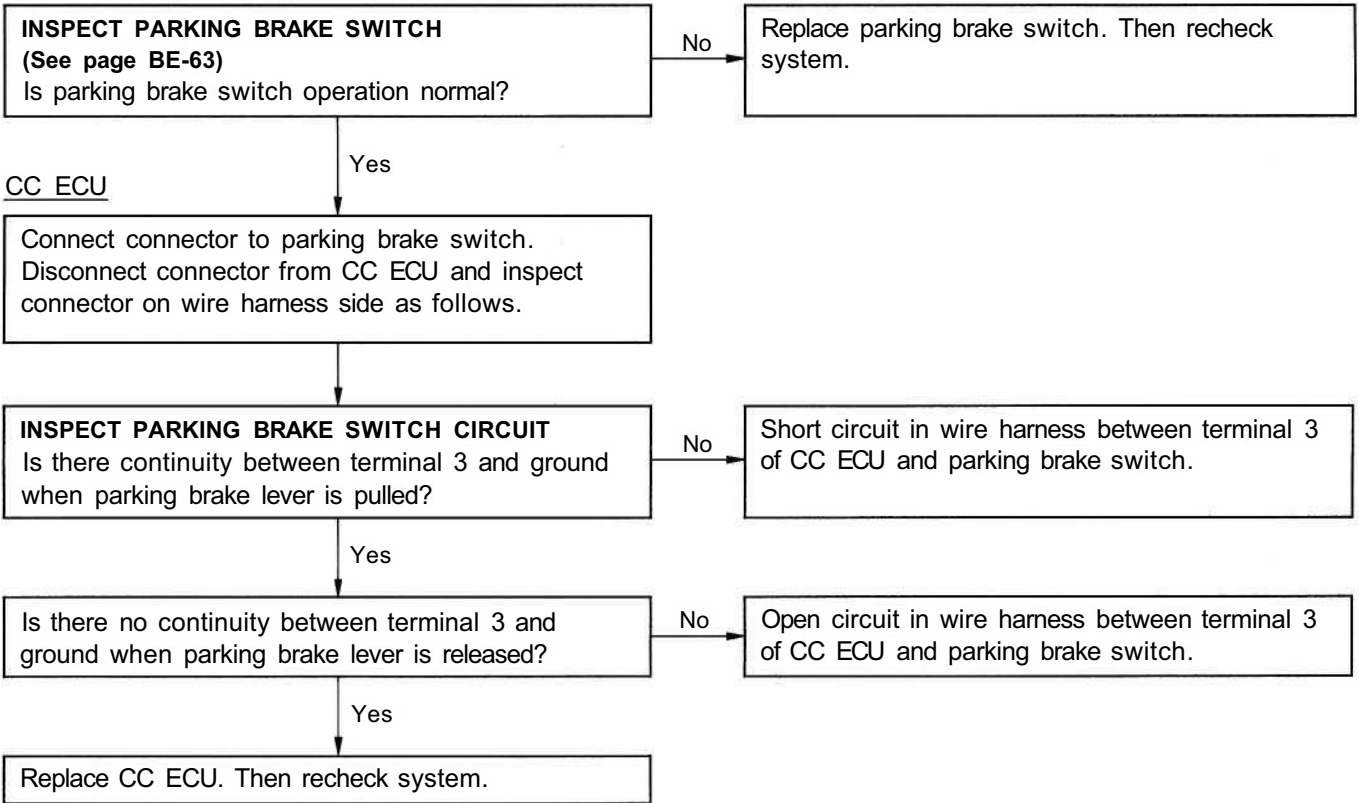 INSPECT PARKING BRAKE SWITCH
(See page BE-63)
Is parking brake switch operation normal?
No
Replace parking brake switch. Then recheck
system.
Yes
CC ECU
Connect connector to parking brake switch.
Disconnect connector from CC ECU and inspect
connector on wire harness side as follows.
INSPECT PARKING BRAKE SWITCH CIRCUIT
Is there continuity between terminal 3 and ground
when parking brake lever is pulled?
No
Short circuit in wire harness between terminal 3
of CC ECU and parking brake switch.
Yes
Is there no continuity between terminal 3 and
ground when parking brake lever is released?
No
Open circuit in wire harness between terminal 3
of CC ECU and parking brake switch.
Yes
Replace CC ECU. Then recheck system.